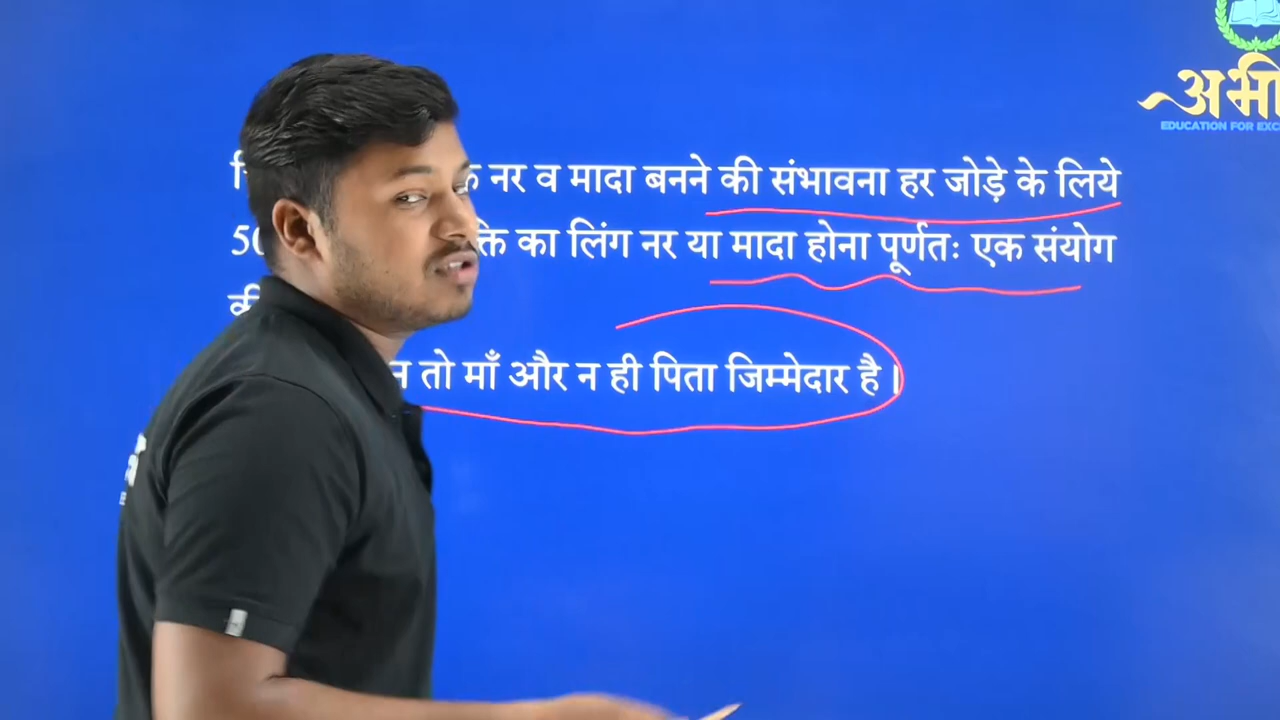 अभी
EDUCATION FOR EXC
नर व मादा बनने की संभावना हर जोड़े के लिये
50 का लिंग नर या मादा होना पूर्णतः एक संयोग
की
न तो माँ और न ही पिता जिम्मेदार है।